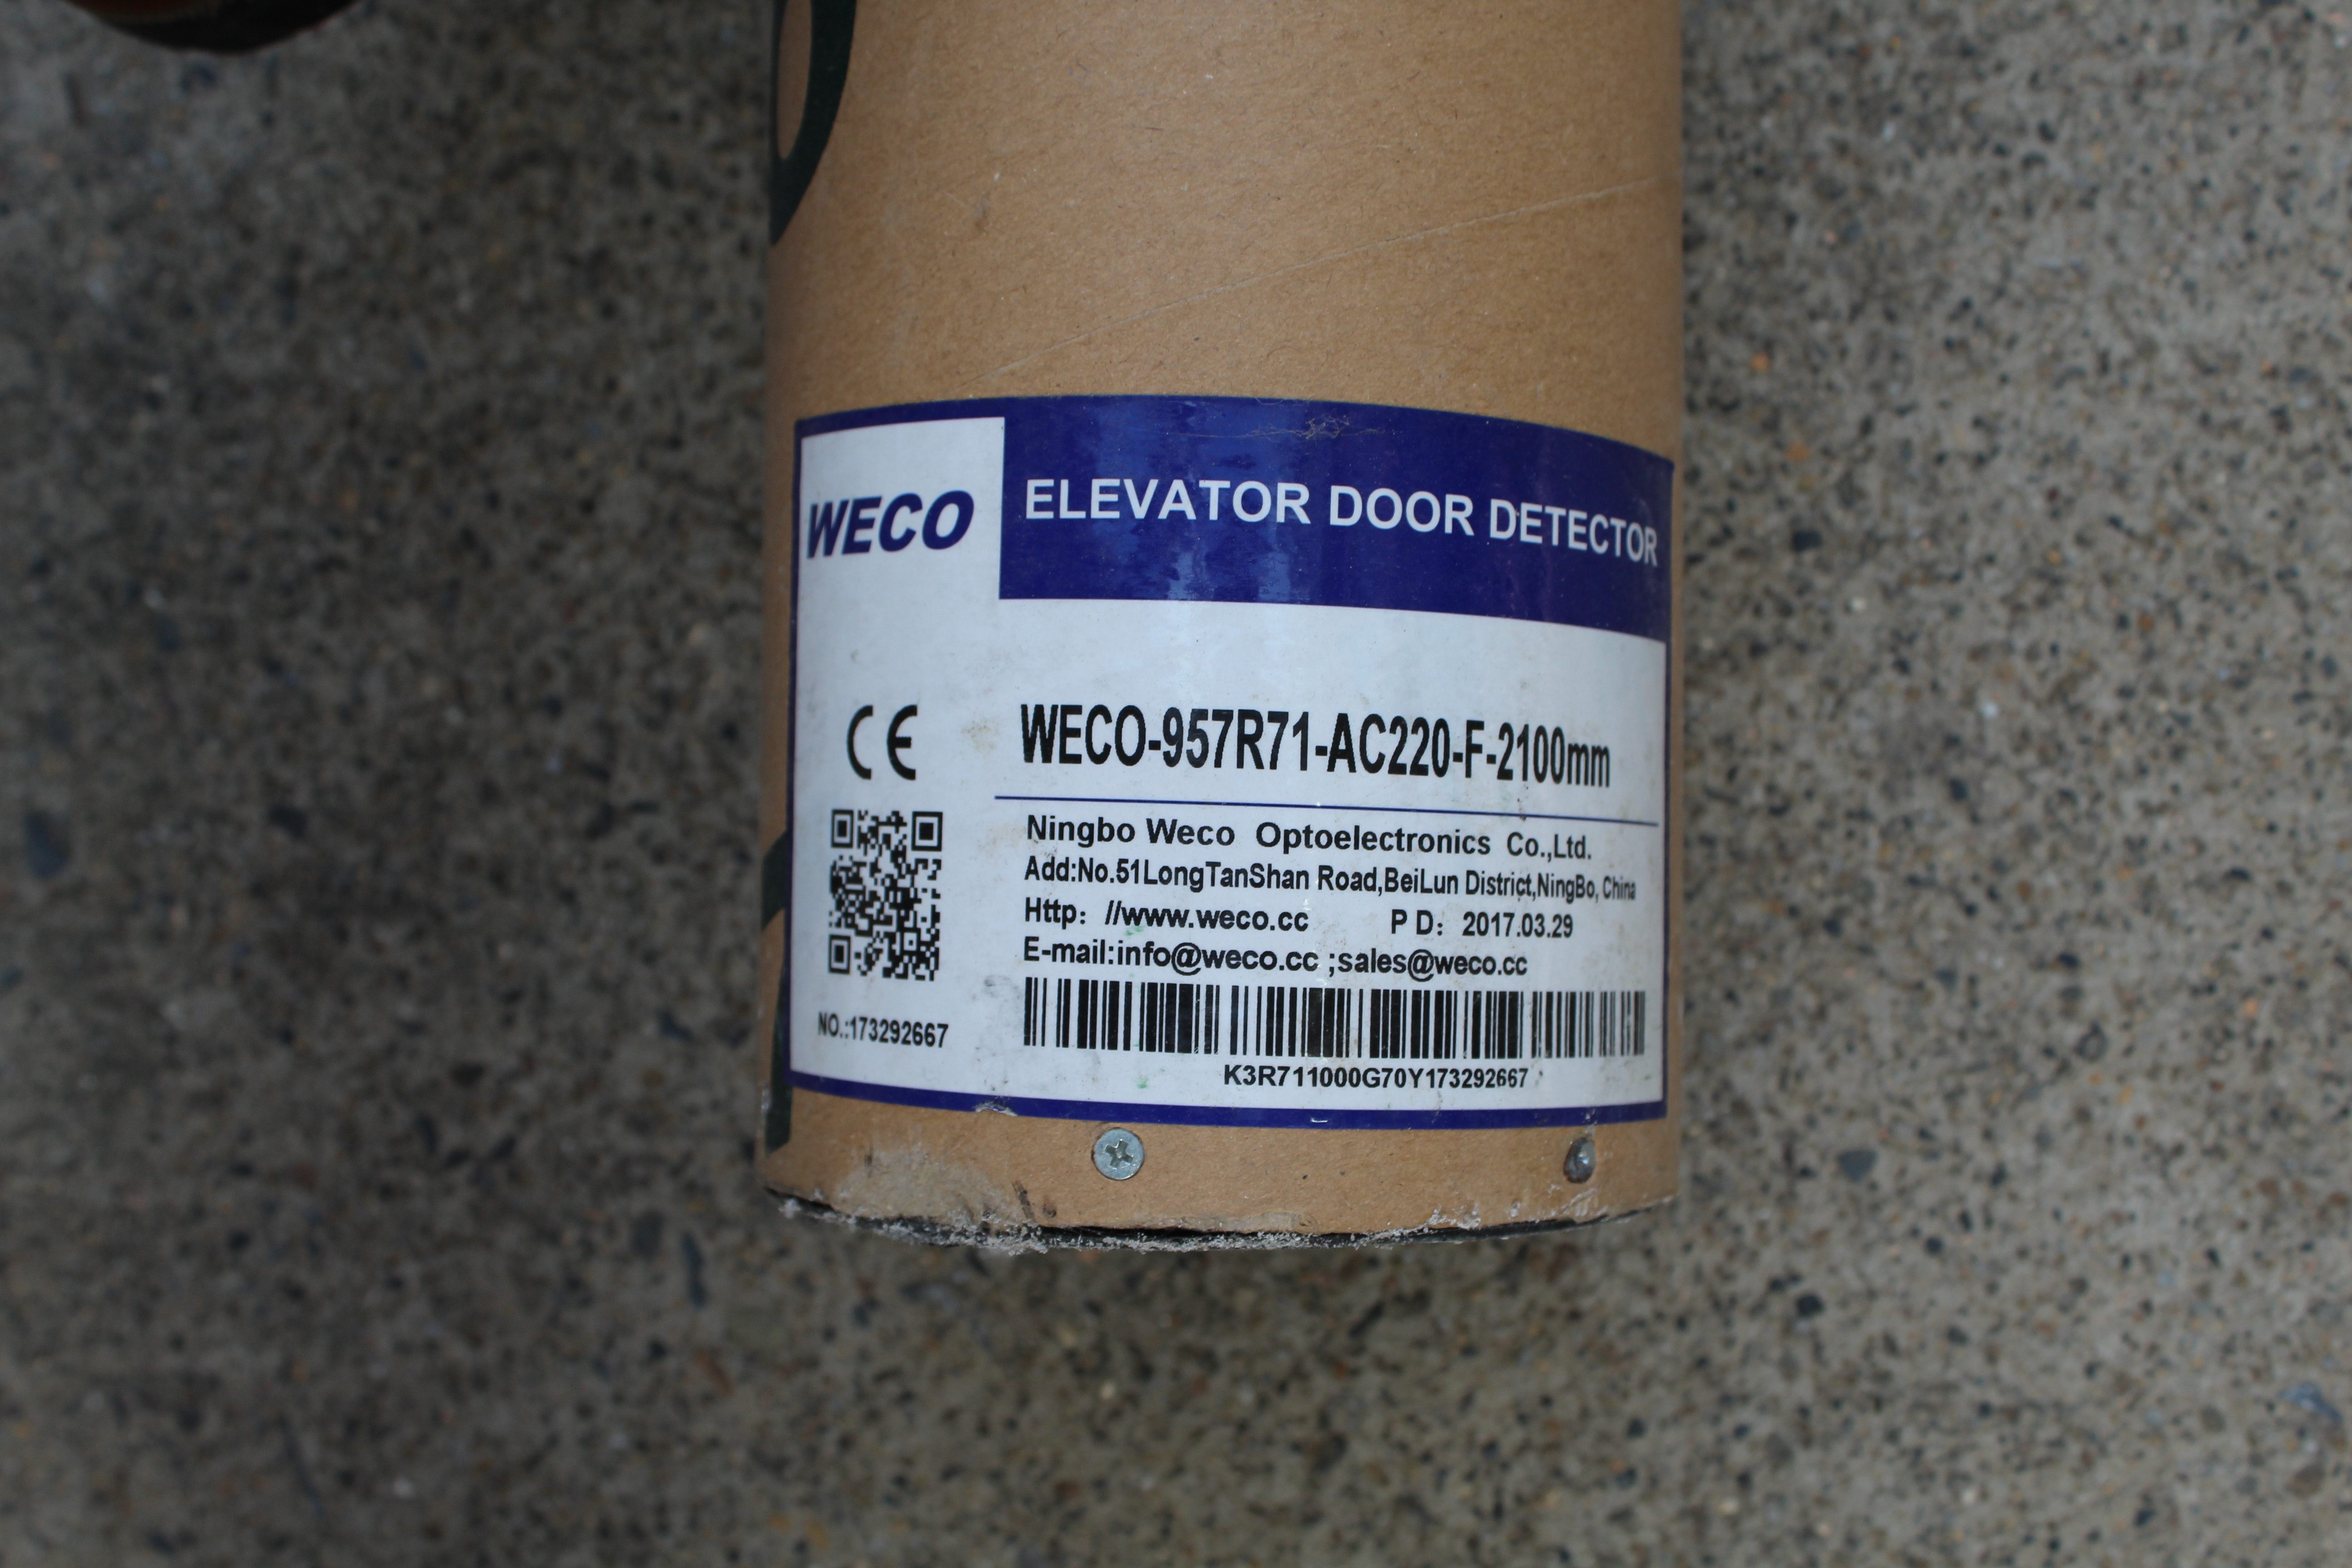 WECO
ELEVATOR DOOR DETECTOR
CE
WECO-957R71-AC220-F-2100mm
Ningbo Weco Optoelectronics Co.,Ltd.
Add:No.51LongTanShan Road,BeiLun District,NingBo, China
Http: //www.weco.cc P D: 2017.03.29
E-mail:info@weco.cc ;sales@weco.cc
NO.:173292667
K3R711000G70Y173292667